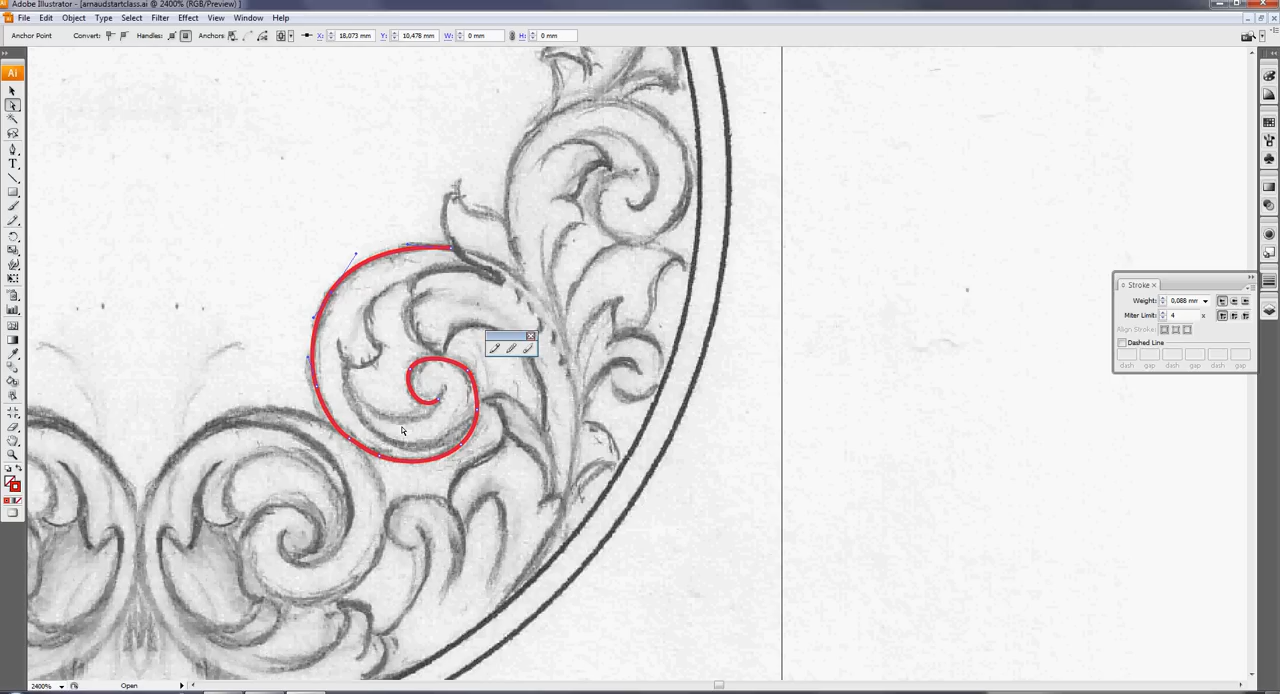 Adobe Illustrator - [arnaudstartclass.ai @ 2400% (RGB/Preview) ]
File Edit Object Type Select Filter Effect View Window Help
Anchor Point Convert: Handles: Anchors: X: 18,073 mm Y: 10,478 mm W: 0 mm H: 0 mm
Ai
T
Stroke
Weight: 0,088 mm
Miter Limit: 4 x
Align Stroke:
Dashed Line
dash gap dash gap dash gap
2400% Open